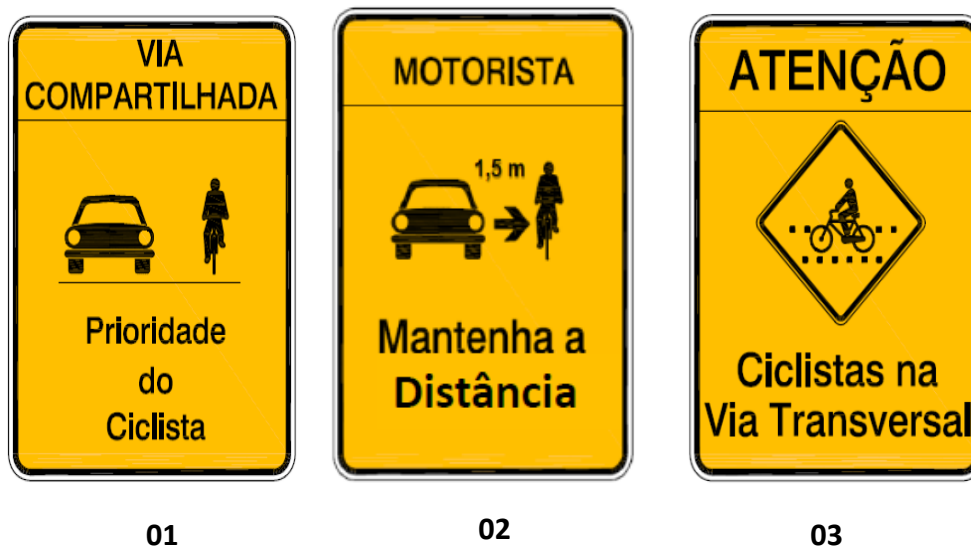 VIA
COMPARTILHADA
Prioridade
do
Ciclista
01
MOTORISTA
1,5 m
Mantenha a
Distância
02
ATENÇÃO
Ciclistas na
Via Transversal
03